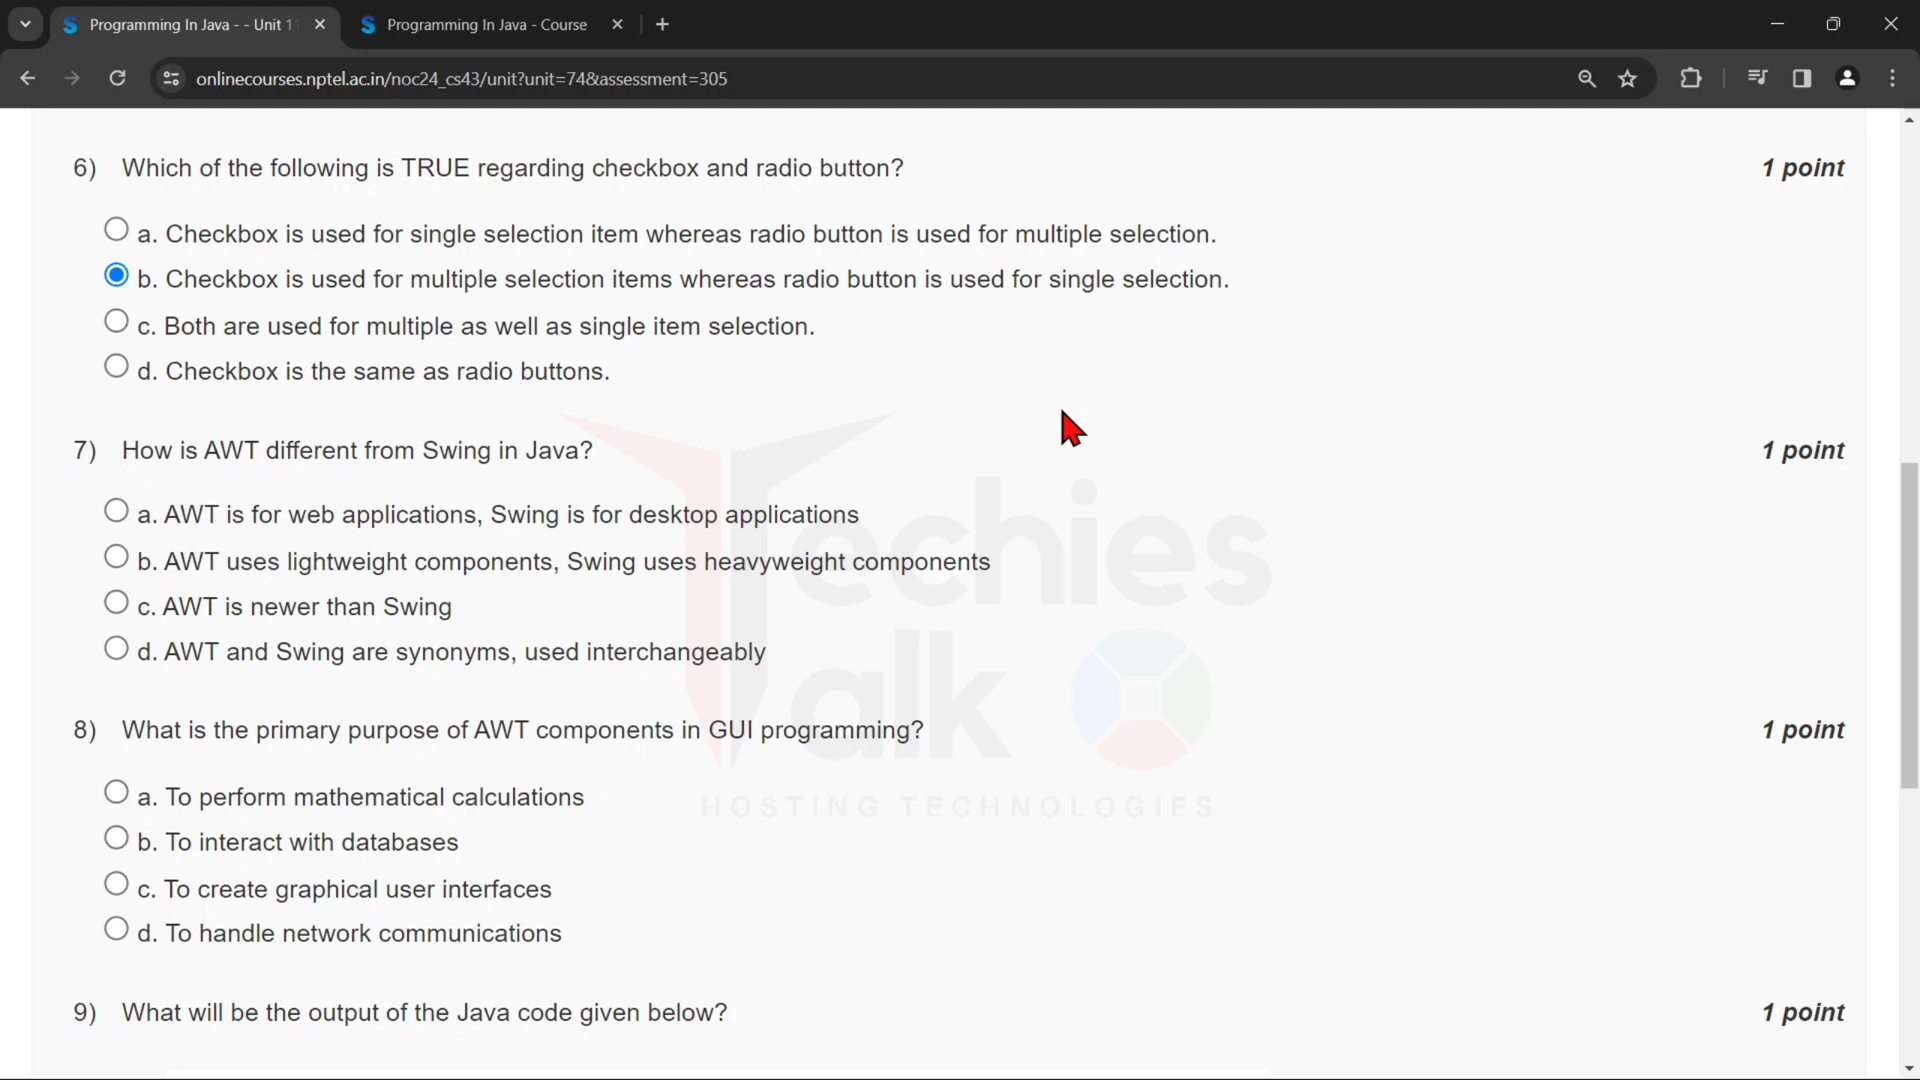 Programming In Java - - Unit 11
Programming In Java - Course
onlinecourses.nptel.ac.in/noc24_cs43/unit?unit=74&assessment=305
6) Which of the following is TRUE regarding checkbox and radio button? 1 point
a. Checkbox is used for single selection item whereas radio button is used for multiple selection.
b. Checkbox is used for multiple selection items whereas radio button is used for single selection.
c. Both are used for multiple as well as single item selection.
d. Checkbox is the same as radio buttons.
7) How is AWT different from Swing in Java? 1 point
a. AWT is for web applications, Swing is for desktop applications
b. AWT uses lightweight components, Swing uses heavyweight components
c. AWT is newer than Swing
d. AWT and Swing are synonyms, used interchangeably
8) What is the primary purpose of AWT components in GUI programming? 1 point
a. To perform mathematical calculations
b. To interact with databases
c. To create graphical user interfaces
d. To handle network communications
9) What will be the output of the Java code given below? 1 point
Techies
Talk
HOSTING TECHNOLOGIES